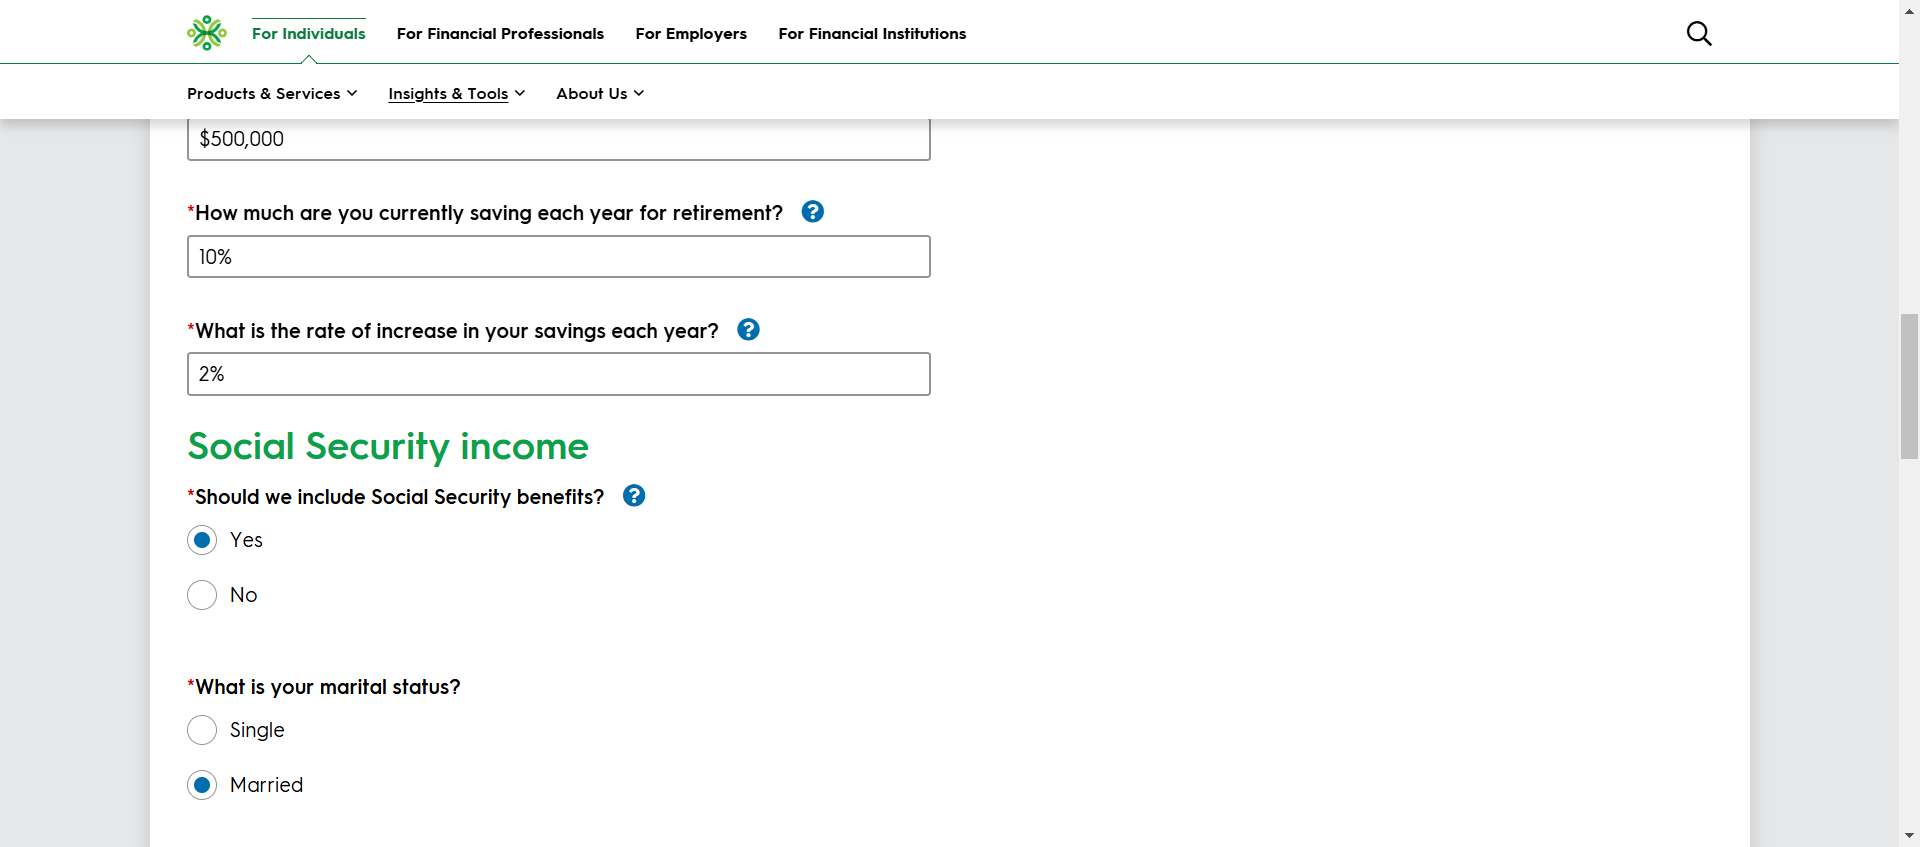 For Individuals For Financial Professionals For Employers For Financial Institutions
Products & Services Insights & Tools About Us
$500,000
*How much are you currently saving each year for retirement? ?
10%
*What is the rate of increase in your savings each year? ?
2%
Social Security income
*Should we include Social Security benefits? ?
Yes
No
*What is your marital status?
Single
Married